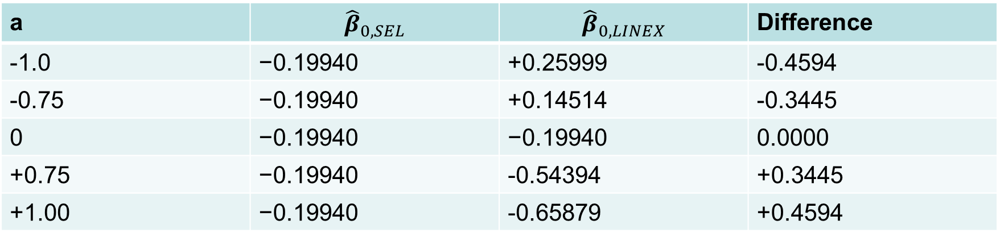 a β̂0,SEL β̂0,LINEX Difference
-1.0 −0.19940 +0.25999 -0.4594
-0.75 −0.19940 +0.14514 -0.3445
0 −0.19940 −0.19940 0.0000
+0.75 −0.19940 -0.54394 +0.3445
+1.00 −0.19940 -0.65879 +0.4594